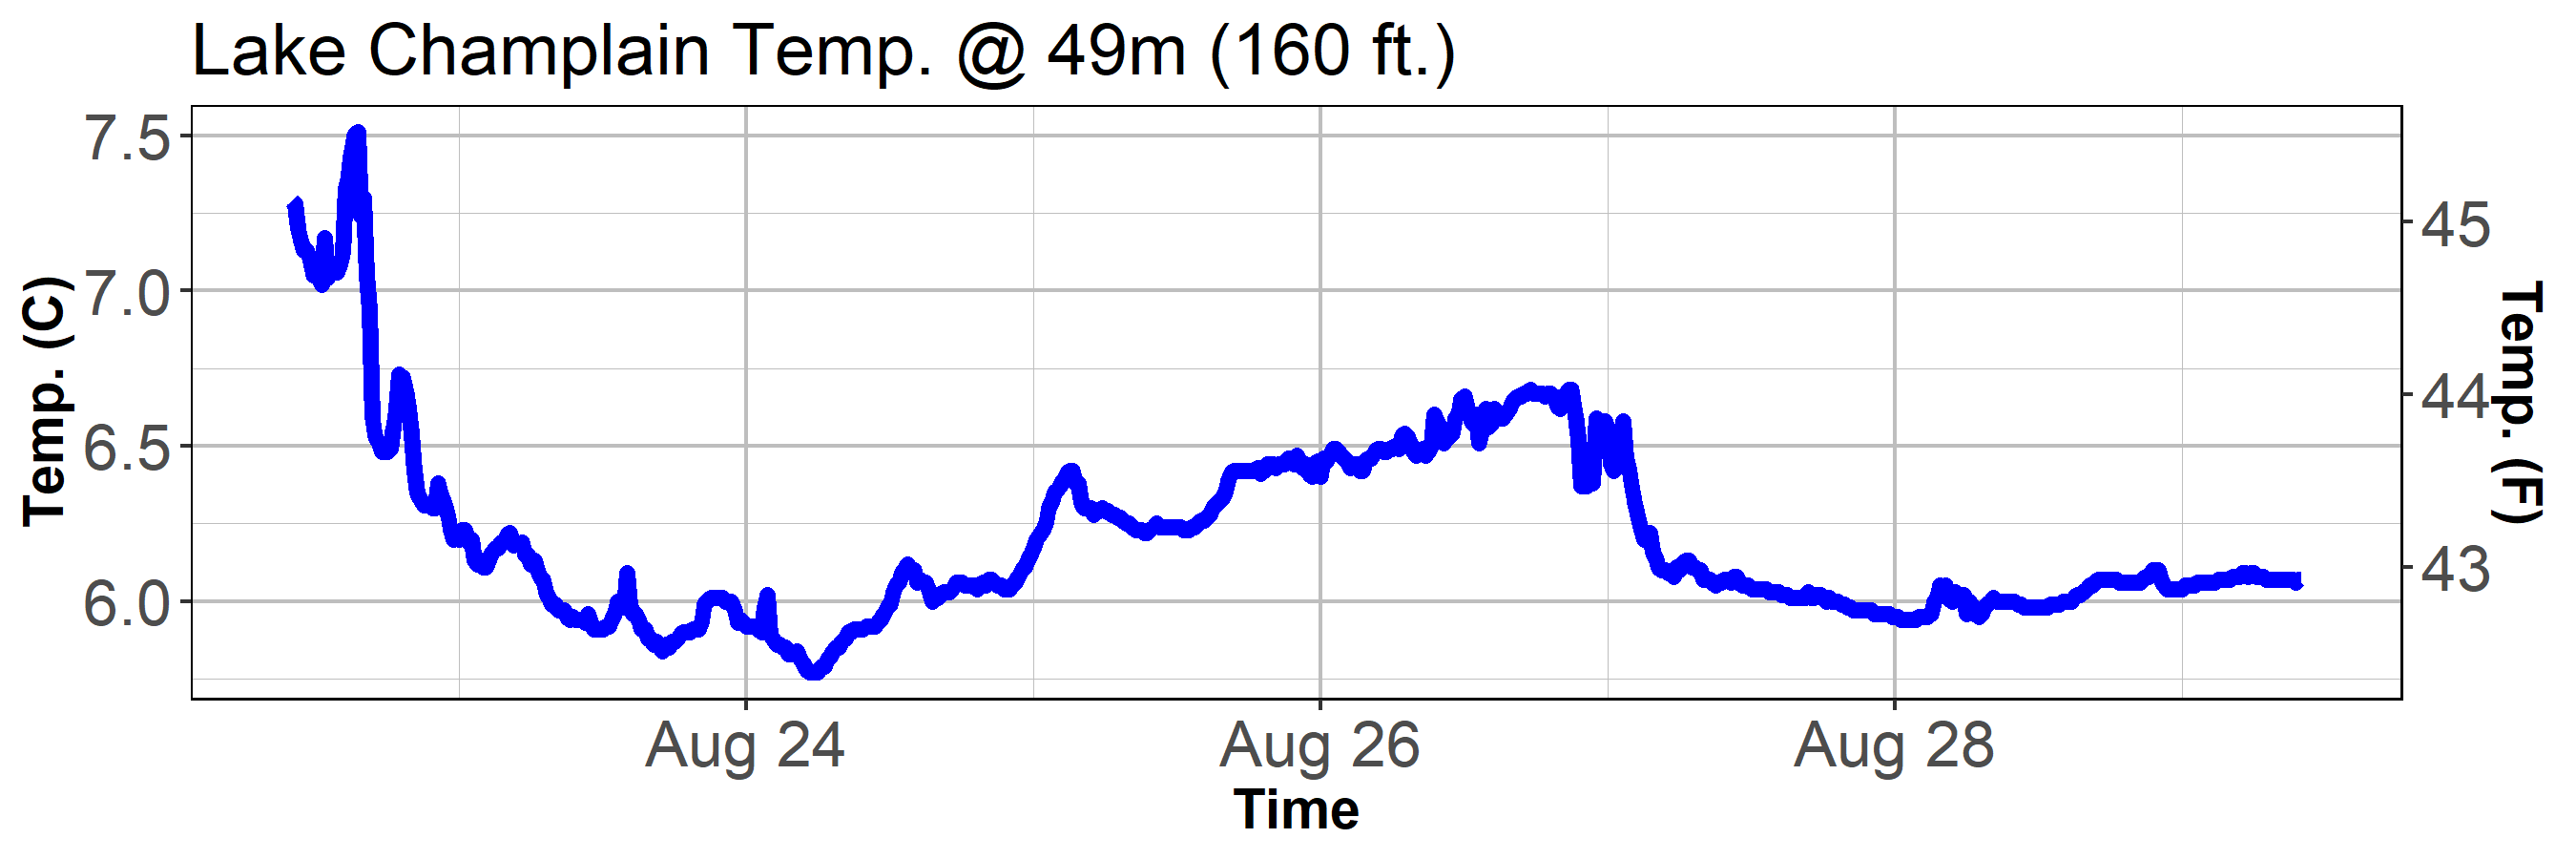 Lake Champlain Temp. @ 49m (160 ft.)
Temp. (C)
7.5
7.0
6.5
6.0
45
44
43
Temp. (F)
Aug 24
Aug 26
Aug 28
Time